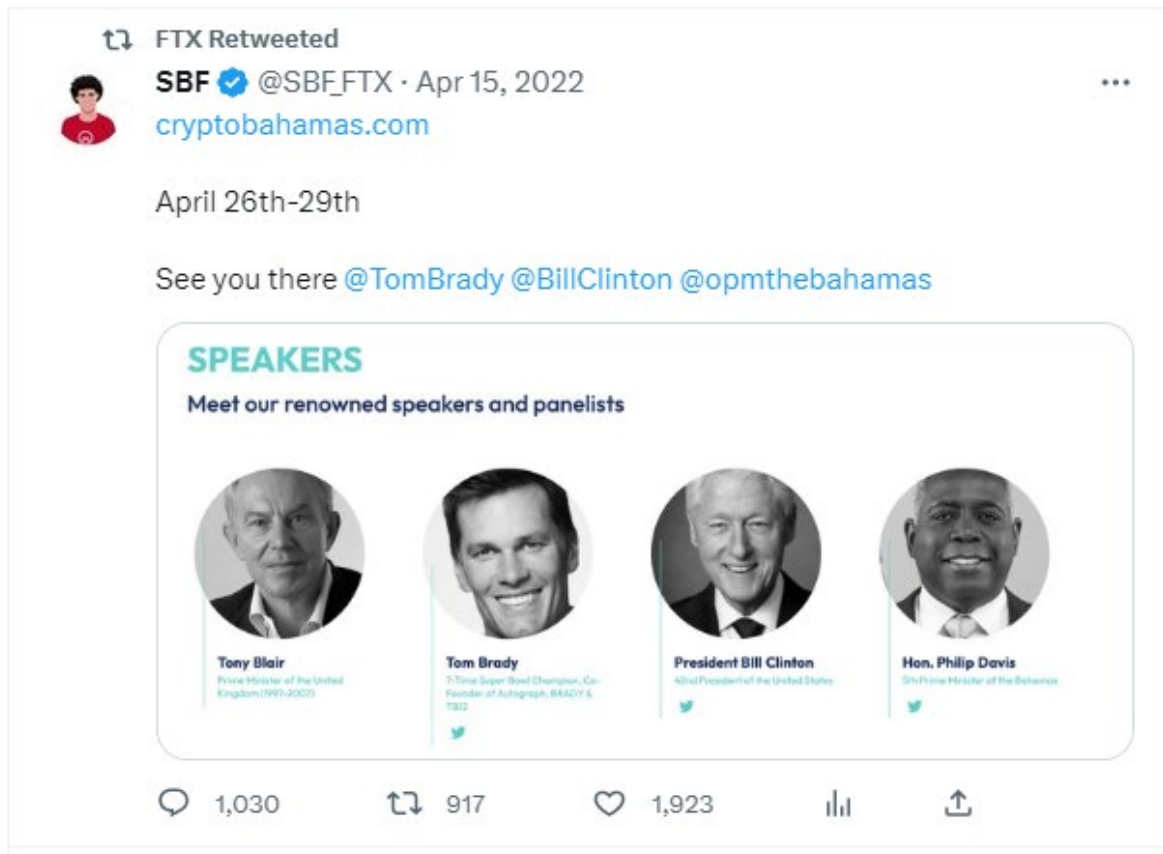 FTX Retweeted
SBF @SBF_FTX · Apr 15, 2022
cryptobahamas.com
April 26th-29th
See you there @TomBrady @BillClinton @opmthebahamas
SPEAKERS
Meet our renowned speakers and panelists
Tony Blair
Prime Minister of the United
Kingdom (1997-2007)
Tom Brady
7-Time Super Bowl Champion, Co-
Founder of Autograph, BRADY &
TB12
President Bill Clinton
42nd President of the United States
Hon. Philip Davis
5th Prime Minister of the Bahamas
1,030 917 1,923